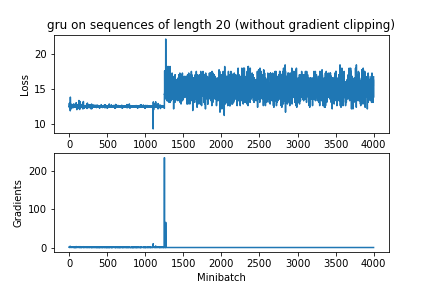 gru on sequences of length 20 (without gradient clipping)
Loss
20
15
10
0 500 1000 1500 2000 2500 3000 3500 4000
Gradients
200
100
0
0 500 1000 1500 2000 2500 3000 3500 4000
Minibatch